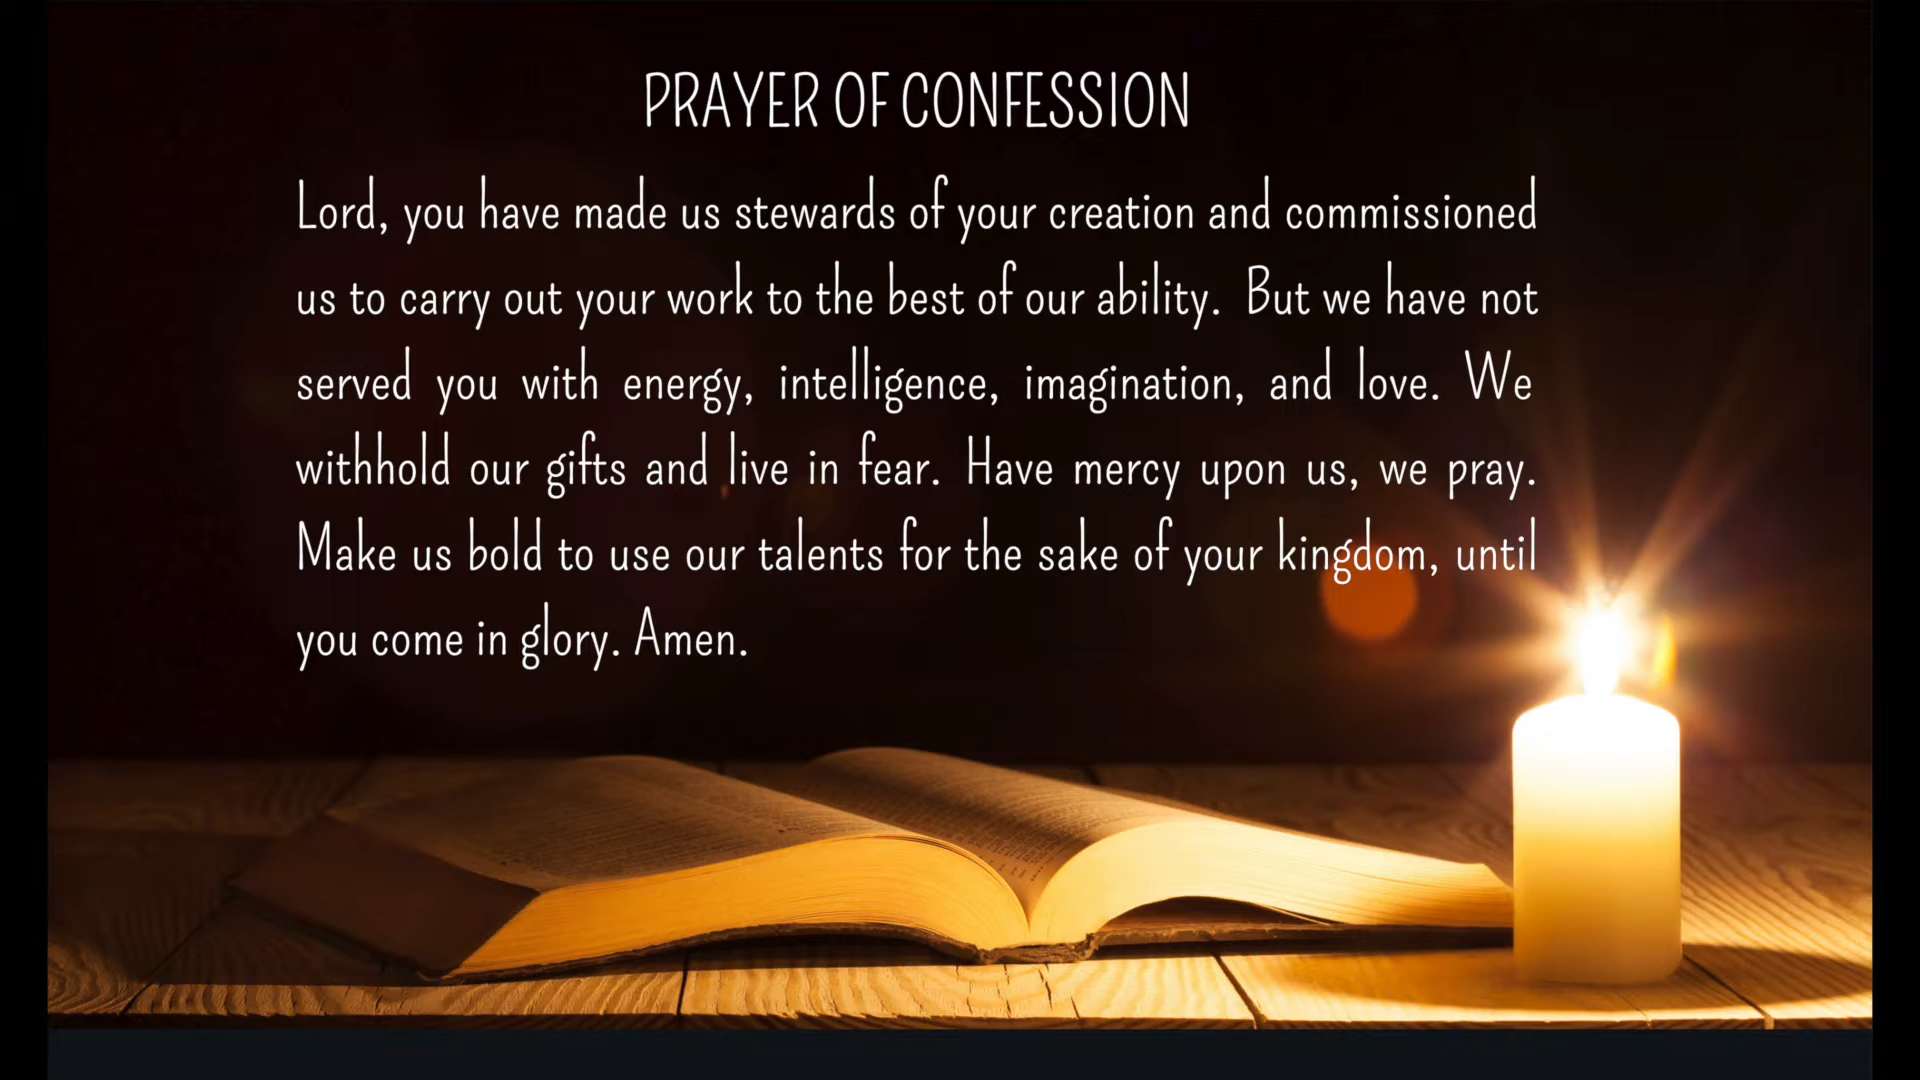 PRAYER OF CONFESSION
Lord, you have made us stewards of your creation and commissioned
us to carry out your work to the best of our ability. But we have not
served you with energy, intelligence, imagination, and love. We
withhold our gifts and live in fear. Have mercy upon us, we pray.
Make us bold to use our talents for the sake of your kingdom, until
you come in glory. Amen.